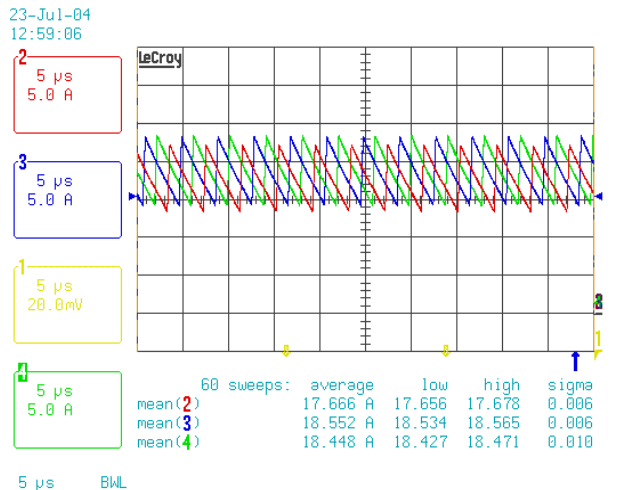 23-Jul-04
12:59:06
LeCroy
2
5 µs
5.0 A
3
5 µs
5.0 A
1
5 µs
20.0mV
4
5 µs
5.0 A
1
60 sweeps: average low high sigma
mean(2) 17.666 A 17.656 17.678 0.006
mean(3) 18.552 A 18.534 18.565 0.006
mean(4) 18.448 A 18.427 18.471 0.010
5 µs BWL